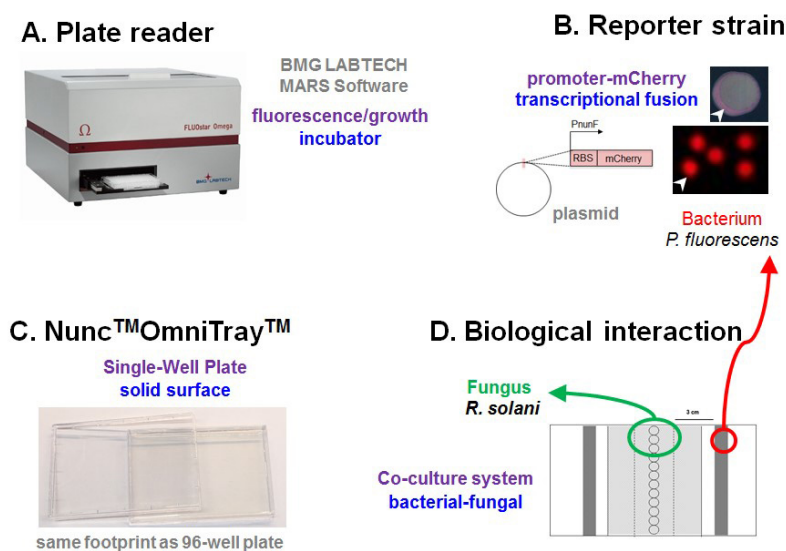 A. Plate reader
BMG LABTECH
MARS Software
fluorescence/growth
incubator
Ω
FLUOstar Omega
BMG LABTECH
B. Reporter strain
promoter-mCherry
transcriptional fusion
PnunF
RBS mCherry
plasmid
Bacterium
P. fluorescens
C. Nunc™OmniTray™
Single-Well Plate
solid surface
same footprint as 96-well plate
D. Biological interaction
Fungus
R. solani
3 cm
Co-culture system
bacterial-fungal